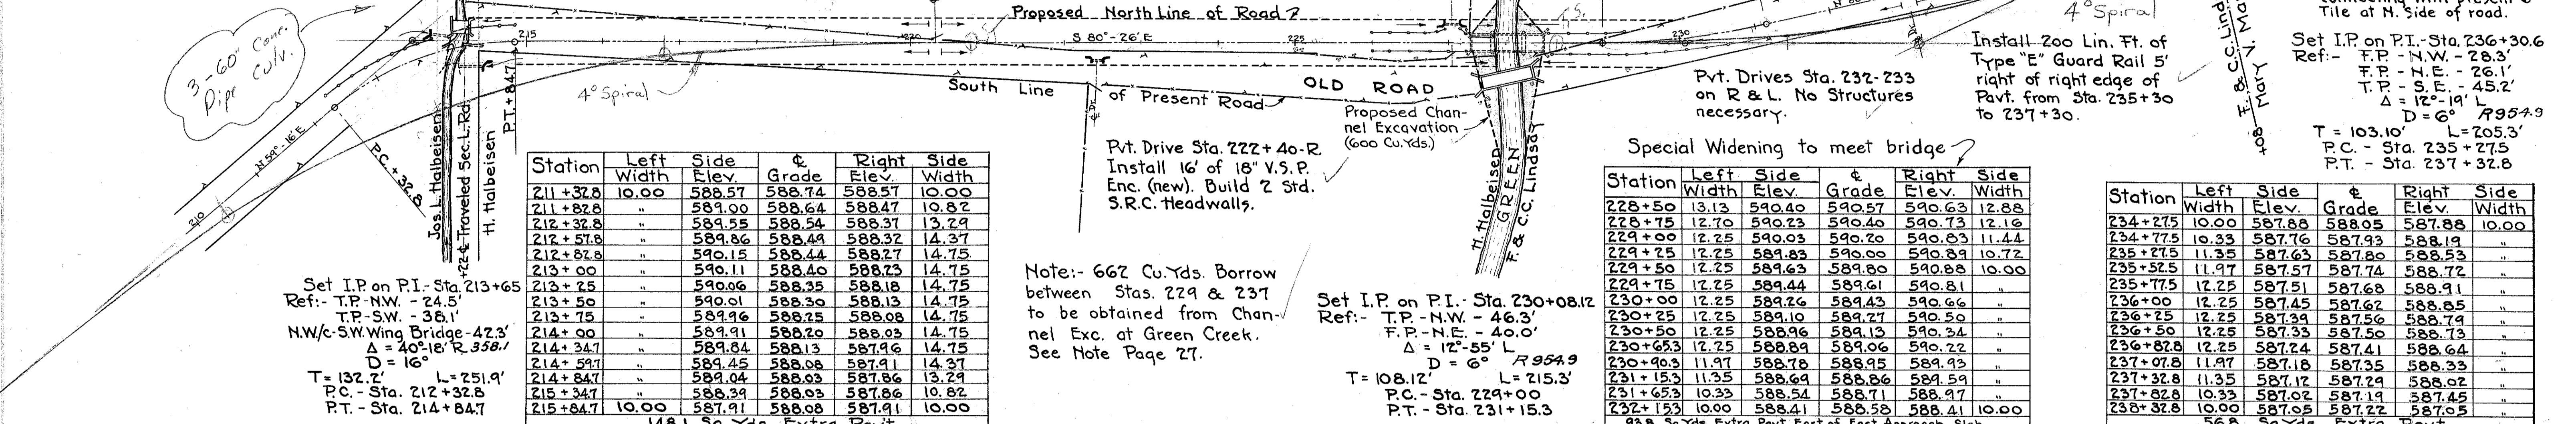 3-60" Conc.
Pipe Culv.
N 59°-16' E
210
P.C. + 32.8
Jos. L. Halbeisen
+22 ℄ Traveled Sec. L. Rd.
H. Halbeisen
P.T. + 84.7
215
4° Spiral
Proposed North Line of Road
220
S 80°-26' E
225
South Line
of Present Road
OLD ROAD
Proposed Chan-
nel Excavation
(600 Cu.Yds.)
H. Halbeisen
GREEN
F. & C.C. Lindsay
230
4° Spiral
Tile at N. Side of road.
Set I.P. on P.I.- Sta. 213+65
Ref:- T.P.-N.W. - 24.5'
T.P.-S.W. - 38.1'
N.W/c-S.W. Wing Bridge-42.3'
Δ = 40°-18' R 358.1
D = 16°
T = 132.2' L = 251.9'
P.C. - Sta. 212+32.8
P.T. - Sta. 214+84.7
Station Left Side ℄ Right Side
Width Elev. Grade Elev. Width
211+32.8 10.00 588.57 588.74 588.57 10.00
211+82.8 " 589.00 588.64 588.47 10.82
212+32.8 " 589.55 588.54 588.37 13.29
212+57.8 " 589.86 588.49 588.32 14.37
212+82.8 " 590.15 588.44 588.27 14.75
213+00 " 590.11 588.40 588.23 14.75
213+25 " 590.06 588.35 588.18 14.75
213+50 " 590.01 588.30 588.13 14.75
213+75 " 589.96 588.25 588.08 14.75
214+00 " 589.91 588.20 588.03 14.75
214+34.7 " 589.84 588.13 587.96 14.75
214+59.7 " 589.45 588.08 587.91 14.37
214+84.7 " 589.04 588.03 587.86 13.29
215+34.7 " 588.39 588.03 587.86 10.82
215+84.7 10.00 587.91 588.08 587.91 10.00
Pvt. Drive Sta. 222+40-R
Install 16' of 18" V.S.P.
Enc. (new). Build 2 Std.
S.R.C. Headwalls.
Note:- 662 Cu.Yds. Borrow
between Stas. 229 & 237
to be obtained from Chan-
nel Exc. at Green Creek.
See Note Page 27.
Set I.P. on P.I.- Sta. 230+08.12
Ref:- T.P.-N.W. - 46.3'
F.P.-N.E. - 40.0'
Δ = 12°-55' L
D = 6° R 954.9
T = 108.12' L = 215.3'
P.C. - Sta. 229+00
P.T. - Sta. 231+15.3
Pvt. Drives Sta. 232-233
on R & L. No Structures
necessary.
Special Widening to meet bridge
Station Left Side ℄ Right Side
Width Elev. Grade Elev. Width
228+50 13.13 590.40 590.57 590.63 12.88
228+75 12.70 590.23 590.40 590.73 12.16
229+00 12.25 590.03 590.20 590.83 11.44
229+25 12.25 589.83 590.00 590.89 10.72
229+50 12.25 589.63 589.80 590.88 10.00
229+75 12.25 589.44 589.61 590.81 "
230+00 12.25 589.26 589.43 590.66 "
230+25 12.25 589.10 589.27 590.50 "
230+50 12.25 588.96 589.13 590.34 "
230+65.3 12.25 588.89 589.06 590.22 "
230+90.3 11.97 588.78 588.95 589.93 "
231+15.3 11.35 588.69 588.86 589.59 "
231+65.3 10.33 588.54 588.71 588.97 "
232+15.3 10.00 588.41 588.58 588.41 10.00
Install 200 Lin. Ft. of
Type "E" Guard Rail 5'
right of right edge of
Pavt. from Sta. 235+30
to 237+30.
F. & C.C. Lind
Mary V. Ma
+08
Set I.P. on P.I.- Sta. 236+30.6
Ref:- F.P.-N.W. - 28.3'
F.P.-N.E. - 26.1'
T.P.-S.E. - 45.2'
Δ = 12°-19' L
D = 6° R 954.9
T = 103.10' L = 205.3'
P.C. - Sta. 235+27.5
P.T. - Sta. 237+32.8
Station Left Side ℄ Right Side
Width Elev. Grade Elev. Width
234+27.5 10.00 587.88 588.05 587.88 10.00
234+77.5 10.33 587.76 587.93 588.19 "
235+27.5 11.35 587.63 587.80 588.53 "
235+52.5 11.97 587.57 587.74 588.72 "
235+77.5 12.25 587.51 587.68 588.91 "
236+00 12.25 587.45 587.62 588.85 "
236+25 12.25 587.39 587.56 588.79 "
236+50 12.25 587.33 587.50 588.73 "
236+82.8 12.25 587.24 587.41 588.64 "
237+07.8 11.97 587.18 587.35 588.33 "
237+32.8 11.35 587.12 587.29 588.02 "
237+82.8 10.33 587.02 587.19 587.45 "
238+32.8 10.00 587.05 587.22 587.05 "